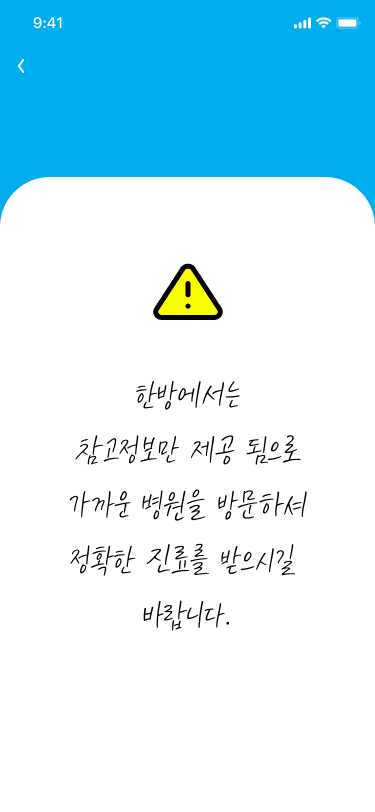 9:41
한방에서는
참고정보만 제공 됨으로
가까운 병원을 방문하셔
정확한 진료를 받으시길
바랍니다.